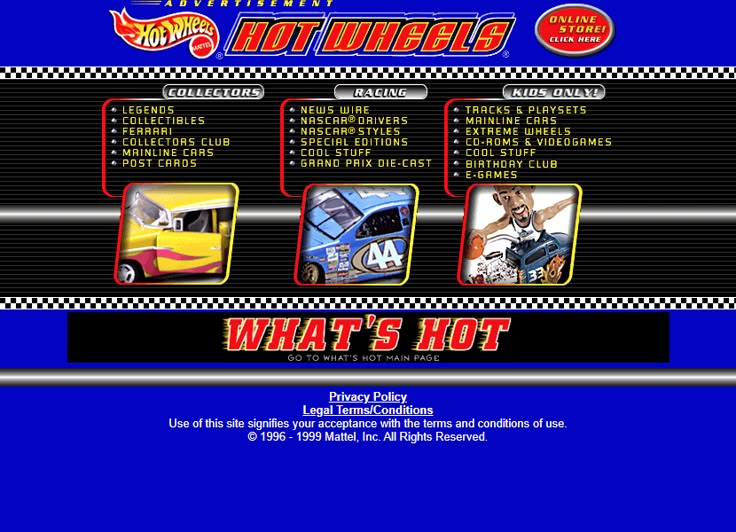 ADVERTISEMENT
Hot Wheels
MATTEL
®
HOT WHEELS
®
ONLINE
STORE!
CLICK HERE
COLLECTORS
LEGENDS
COLLECTIBLES
FERRARI
COLLECTORS CLUB
MAINLINE CARS
POST CARDS
RACING
NEWS WIRE
NASCAR® DRIVERS
NASCAR® STYLES
SPECIAL EDITIONS
COOL STUFF
GRAND PRIX DIE-CAST
KIDS ONLY!
TRACKS & PLAYSETS
MAINLINE CARS
EXTREME WHEELS
CD-ROMS & VIDEOGAMES
COOL STUFF
BIRTHDAY CLUB
E-GAMES
44
33
WHAT'S HOT
GO TO WHAT'S HOT MAIN PAGE
Privacy Policy
Legal Terms/Conditions
Use of this site signifies your acceptance with the terms and conditions of use.
© 1996 - 1999 Mattel, Inc. All Rights Reserved.